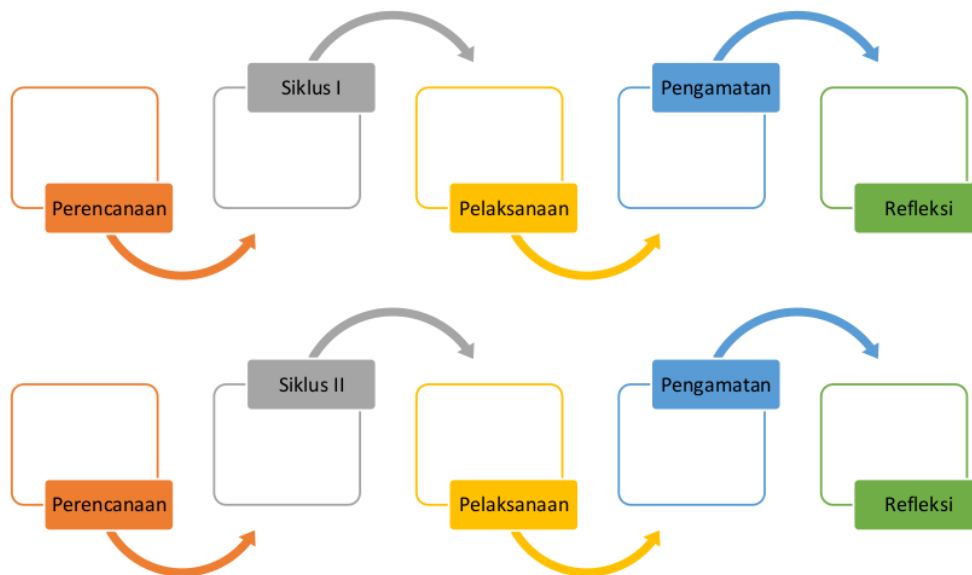 Siklus I
Pengamatan
Perencanaan
Pelaksanaan
Refleksi
Siklus II
Pengamatan
Perencanaan
Pelaksanaan
Refleksi